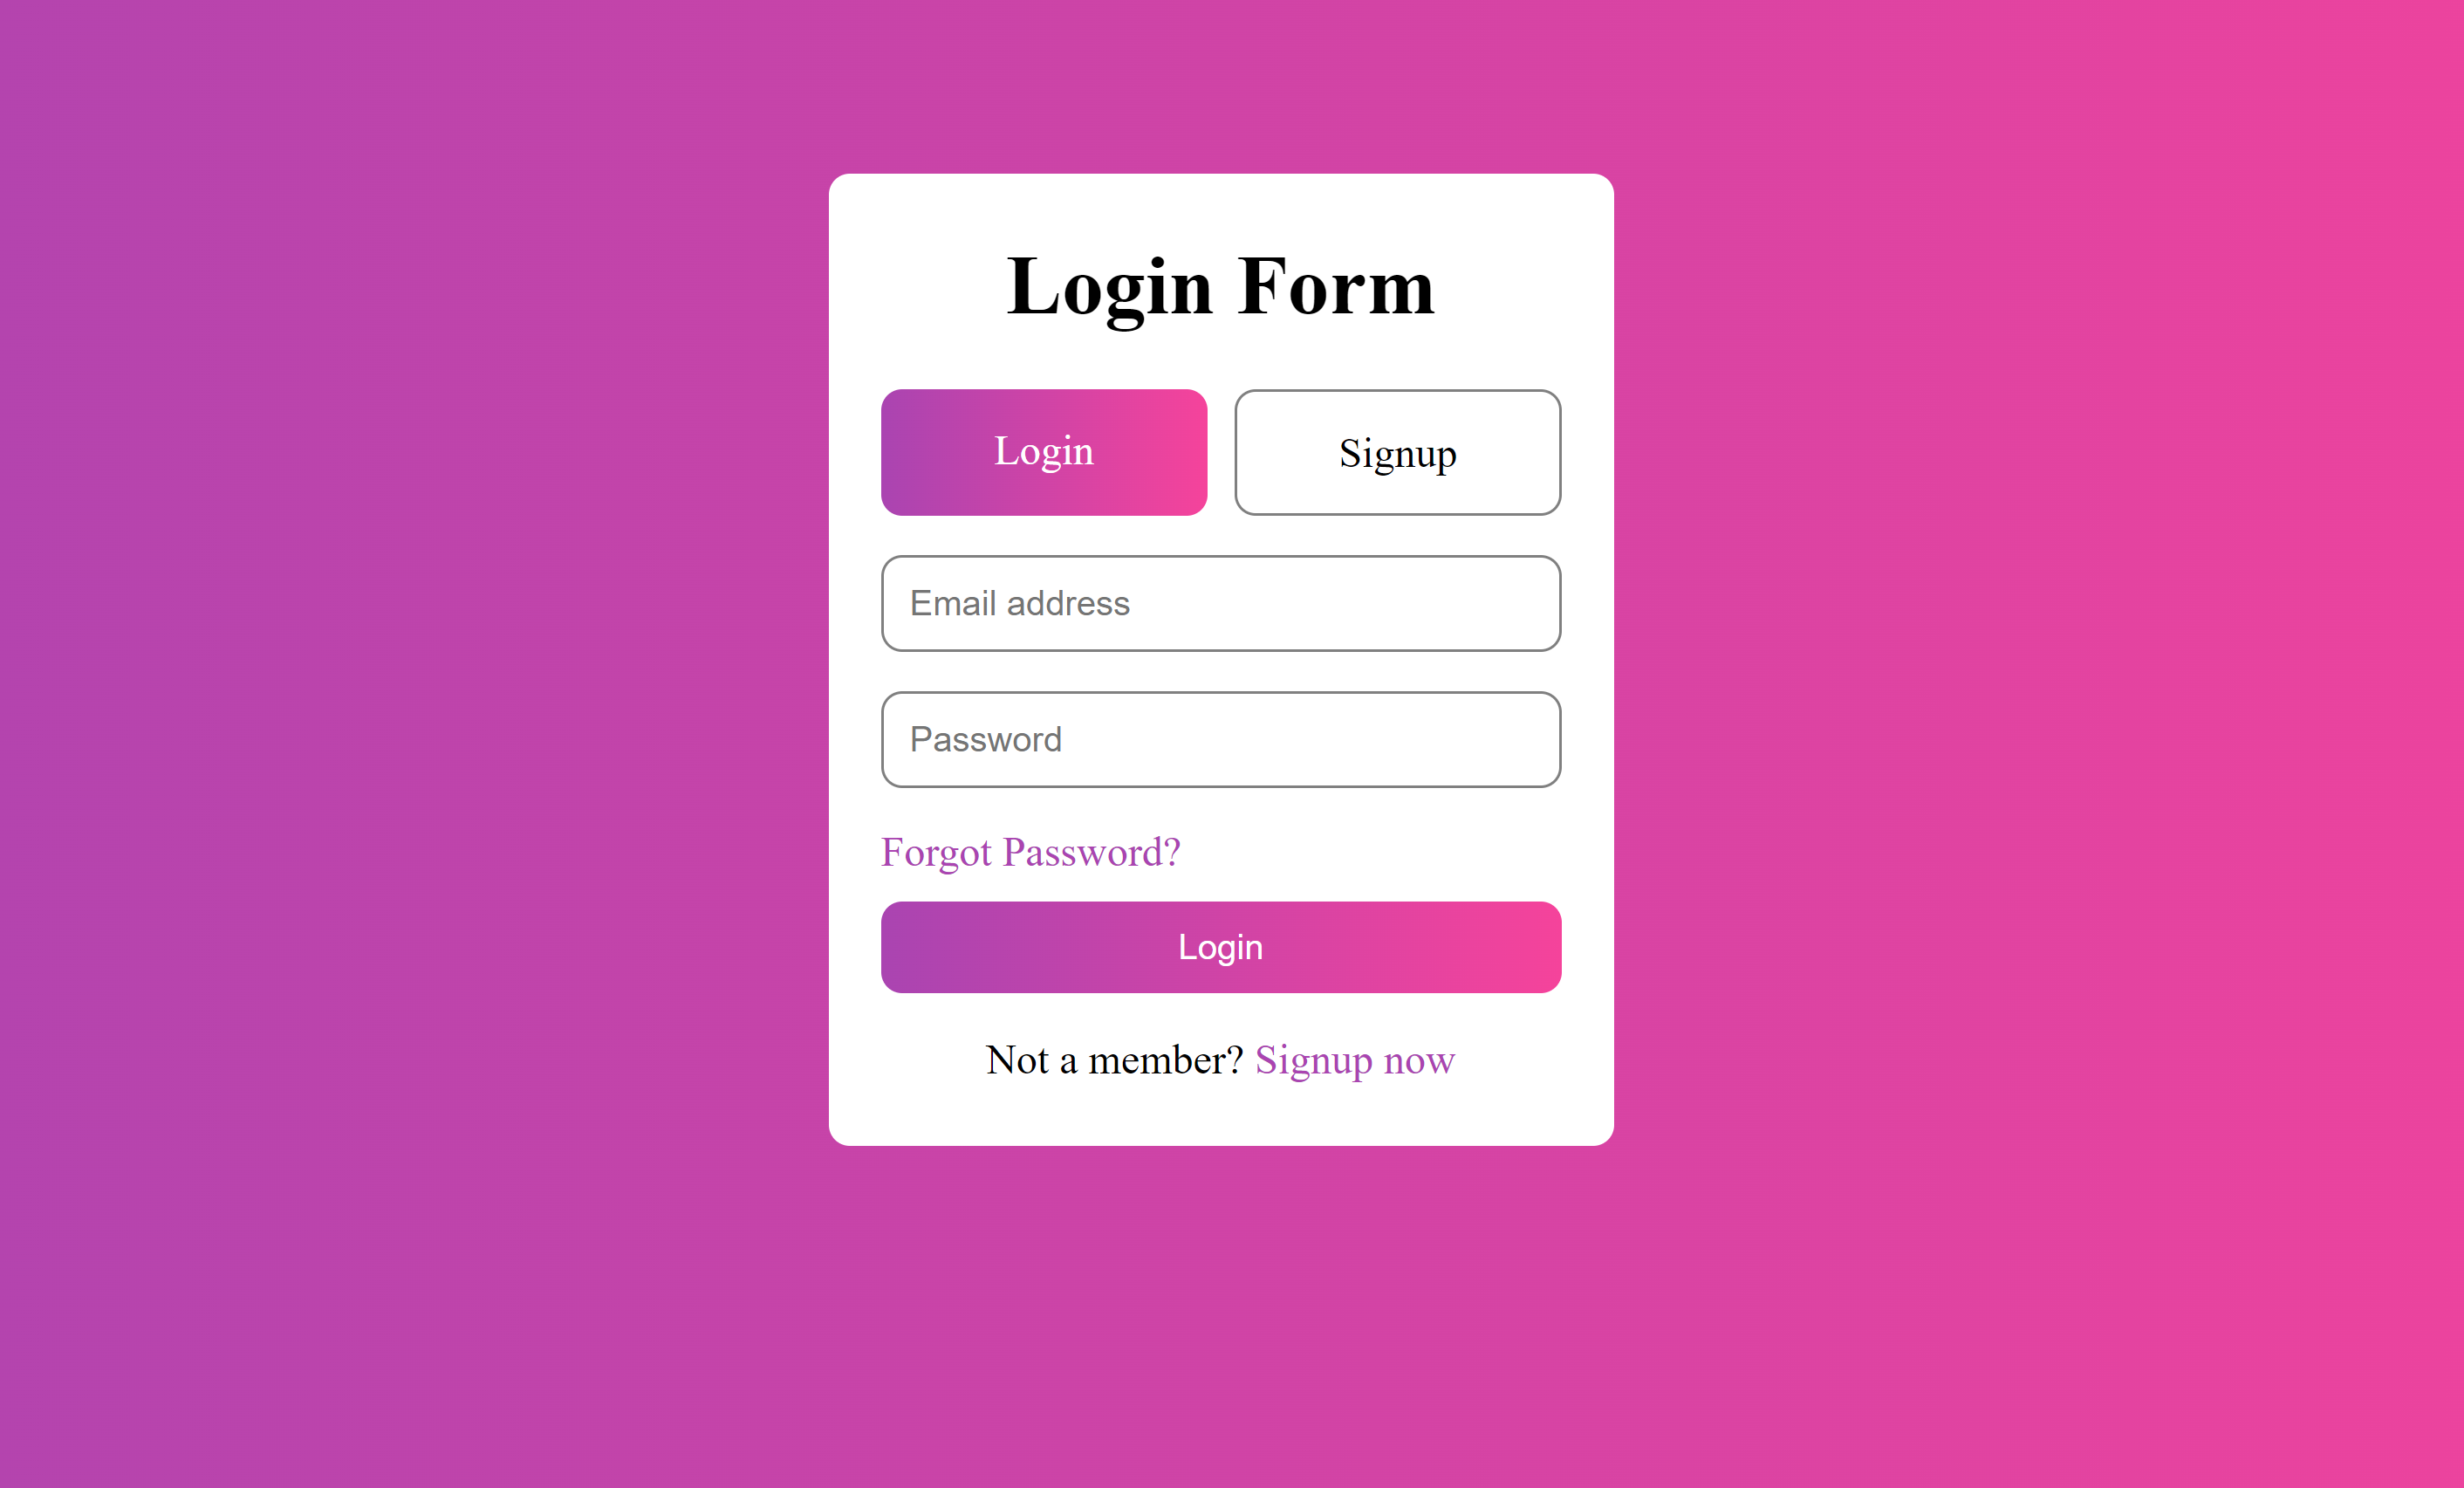 Login Form
Login Signup
Email address
Password
Forgot Password?
Login
Not a member? Signup now